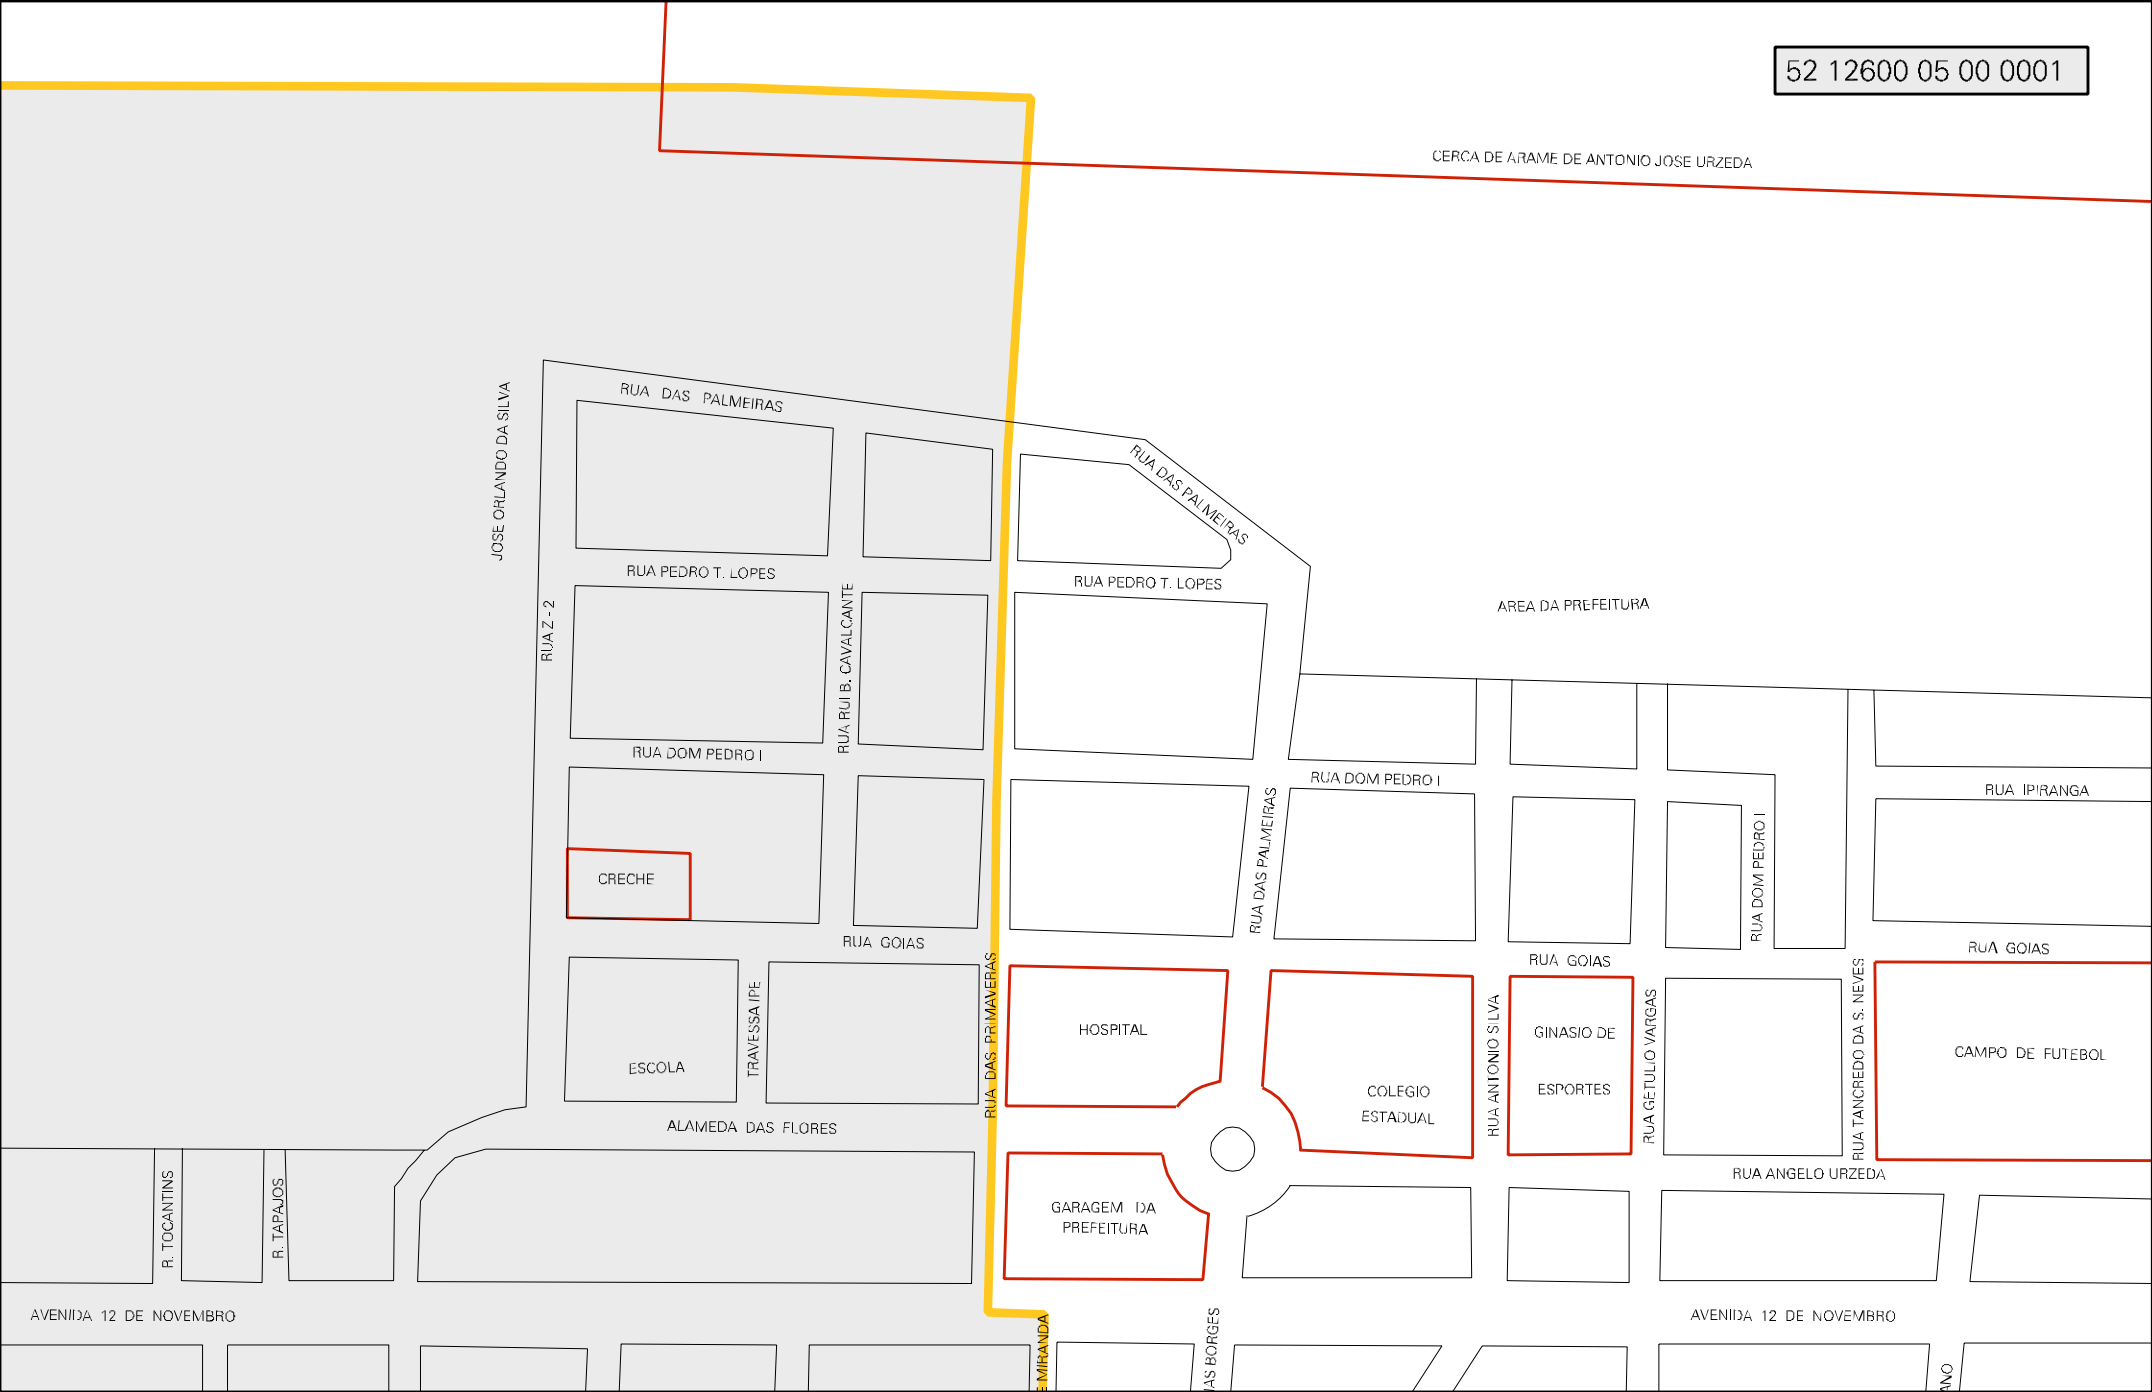 52 12600 05 00 0001
CERCA DE ARAME DE ANTONIO JOSE URZEDA
JOSE ORLANDO DA SILVA
RUA DAS PALMEIRAS
RUA DAS PALMEIRAS
RUA PEDRO T. LOPES
RUA PEDRO T. LOPES
RUA Z - 2
RUA RUI B. CAVALCANTE
AREA DA PREFEITURA
RUA DOM PEDRO I
RUA DOM PEDRO I
RUA IPIRANGA
RUA DAS PALMEIRAS
RUA DOM PEDRO I
CRECHE
RUA GOIAS
RUA GOIAS
RUA GOIAS
TRAVESSA IPE
RUA DAS PRIMAVERAS
HOSPITAL
RUA ANTONIO SILVA
GINASIO DE
ESPORTES
RUA GETULIO VARGAS
RUA TANCREDO DA S. NEVES
CAMPO DE FUTEBOL
ESCOLA
COLEGIO
ESTADUAL
ALAMEDA DAS FLORES
RUA ANGELO URZEDA
R. TOCANTINS
R. TAPAJOS
GARAGEM DA
PREFEITURA
AVENIDA 12 DE NOVEMBRO
AVENIDA 12 DE NOVEMBRO
E MIRANDA
IAS BORGES
ANO